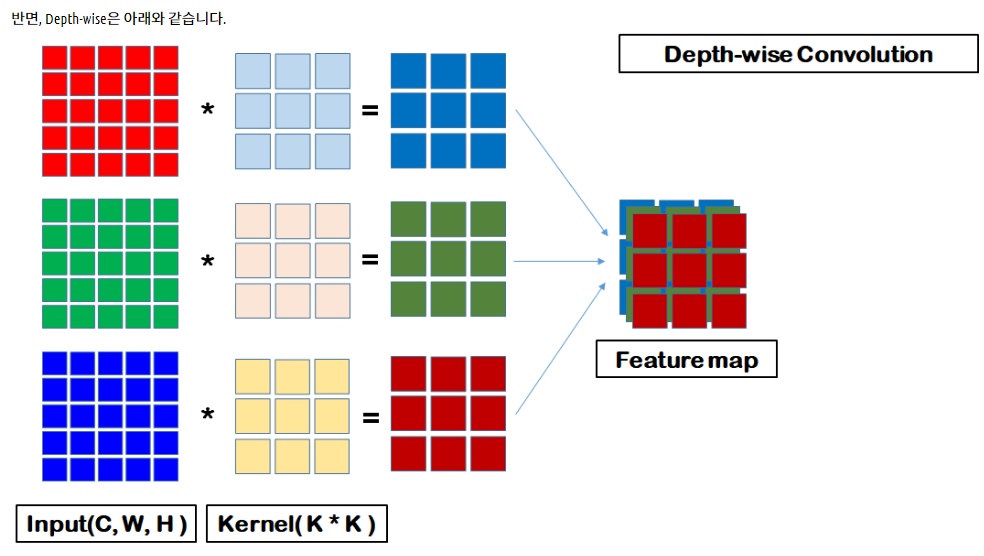 반면, Depth-wise은 아래와 같습니다.
Depth-wise Convolution
* =
* =
* =
Feature map
Input(C, W, H )
Kernel( K * K )